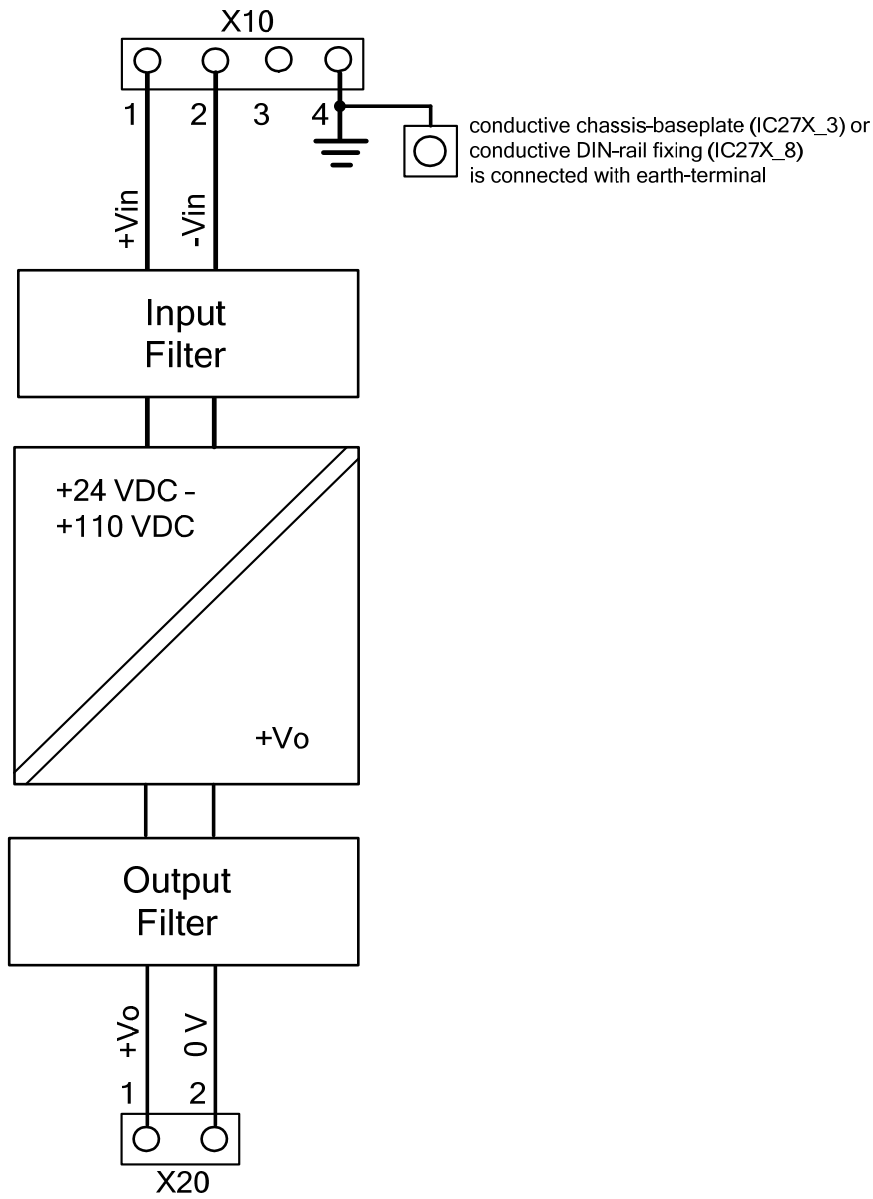 X10
1 2 3 4
conductive chassis-baseplate (IC27X_3) or
conductive DIN-rail fixing (IC27X_8)
is connected with earth-terminal
+Vin
-Vin
Input
Filter
+24 VDC -
+110 VDC
+Vo
Output
Filter
+Vo
0 V
1 2
X20